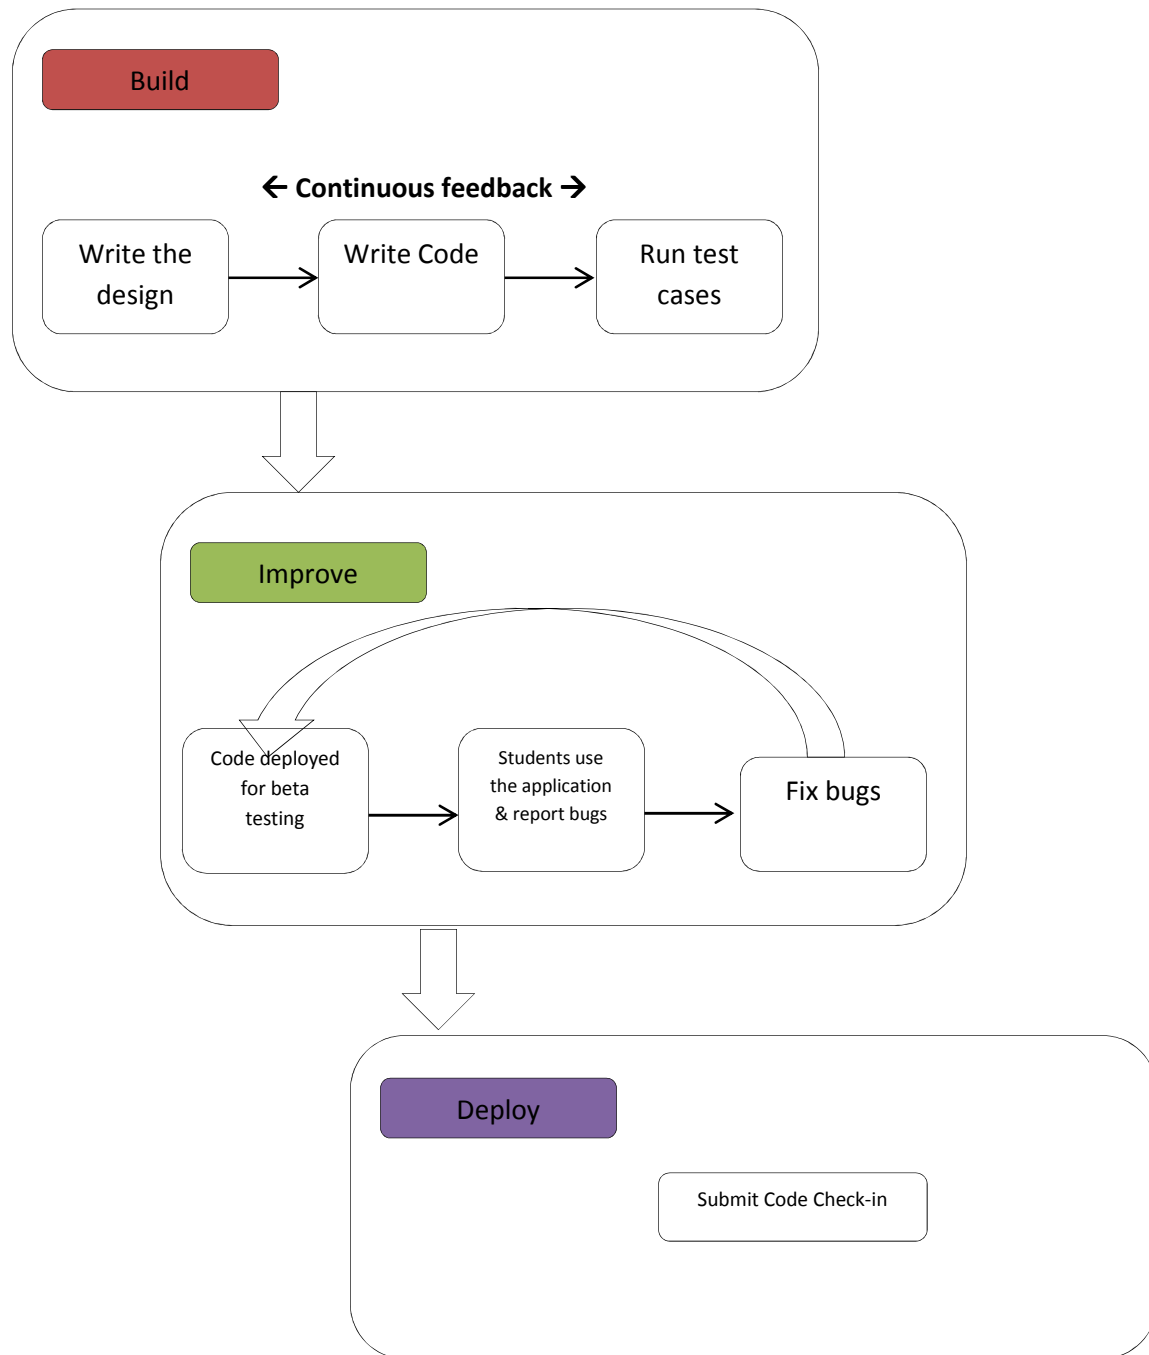 Build
← Continuous feedback →
Write the
design
Write Code
Run test
cases
Improve
Code deployed
for beta
testing
Students use
the application
& report bugs
Fix bugs
Deploy
Submit Code Check-in